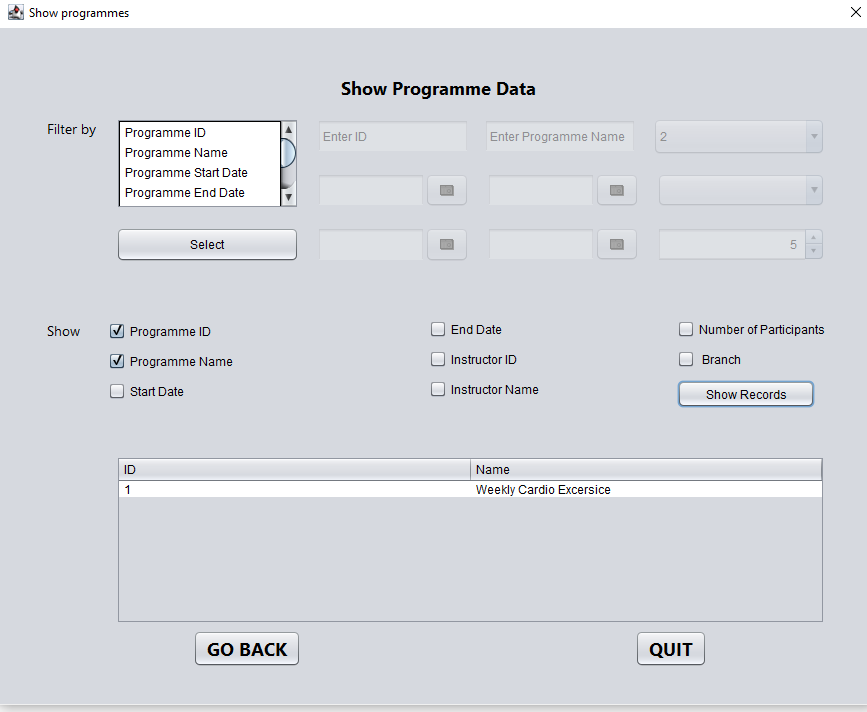 Show programmes
Show Programme Data
Filter by
Programme ID
Programme Name
Programme Start Date
Programme End Date
Enter ID
Enter Programme Name
2
Select
5
Show
Programme ID
End Date
Number of Participants
Programme Name
Instructor ID
Branch
Start Date
Instructor Name
Show Records
ID Name
1 Weekly Cardio Excersice
GO BACK
QUIT